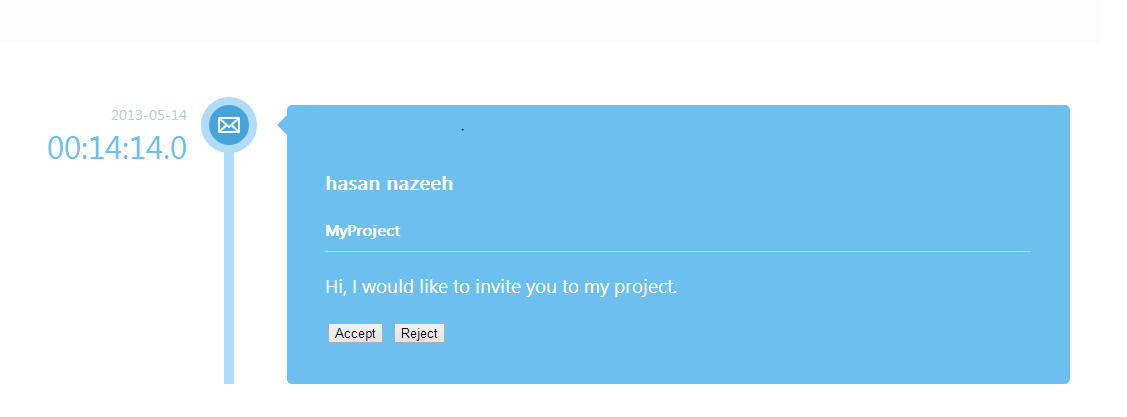 2013-05-14
00:14:14.0
hasan nazeeh
MyProject
Hi, I would like to invite you to my project.
Accept Reject